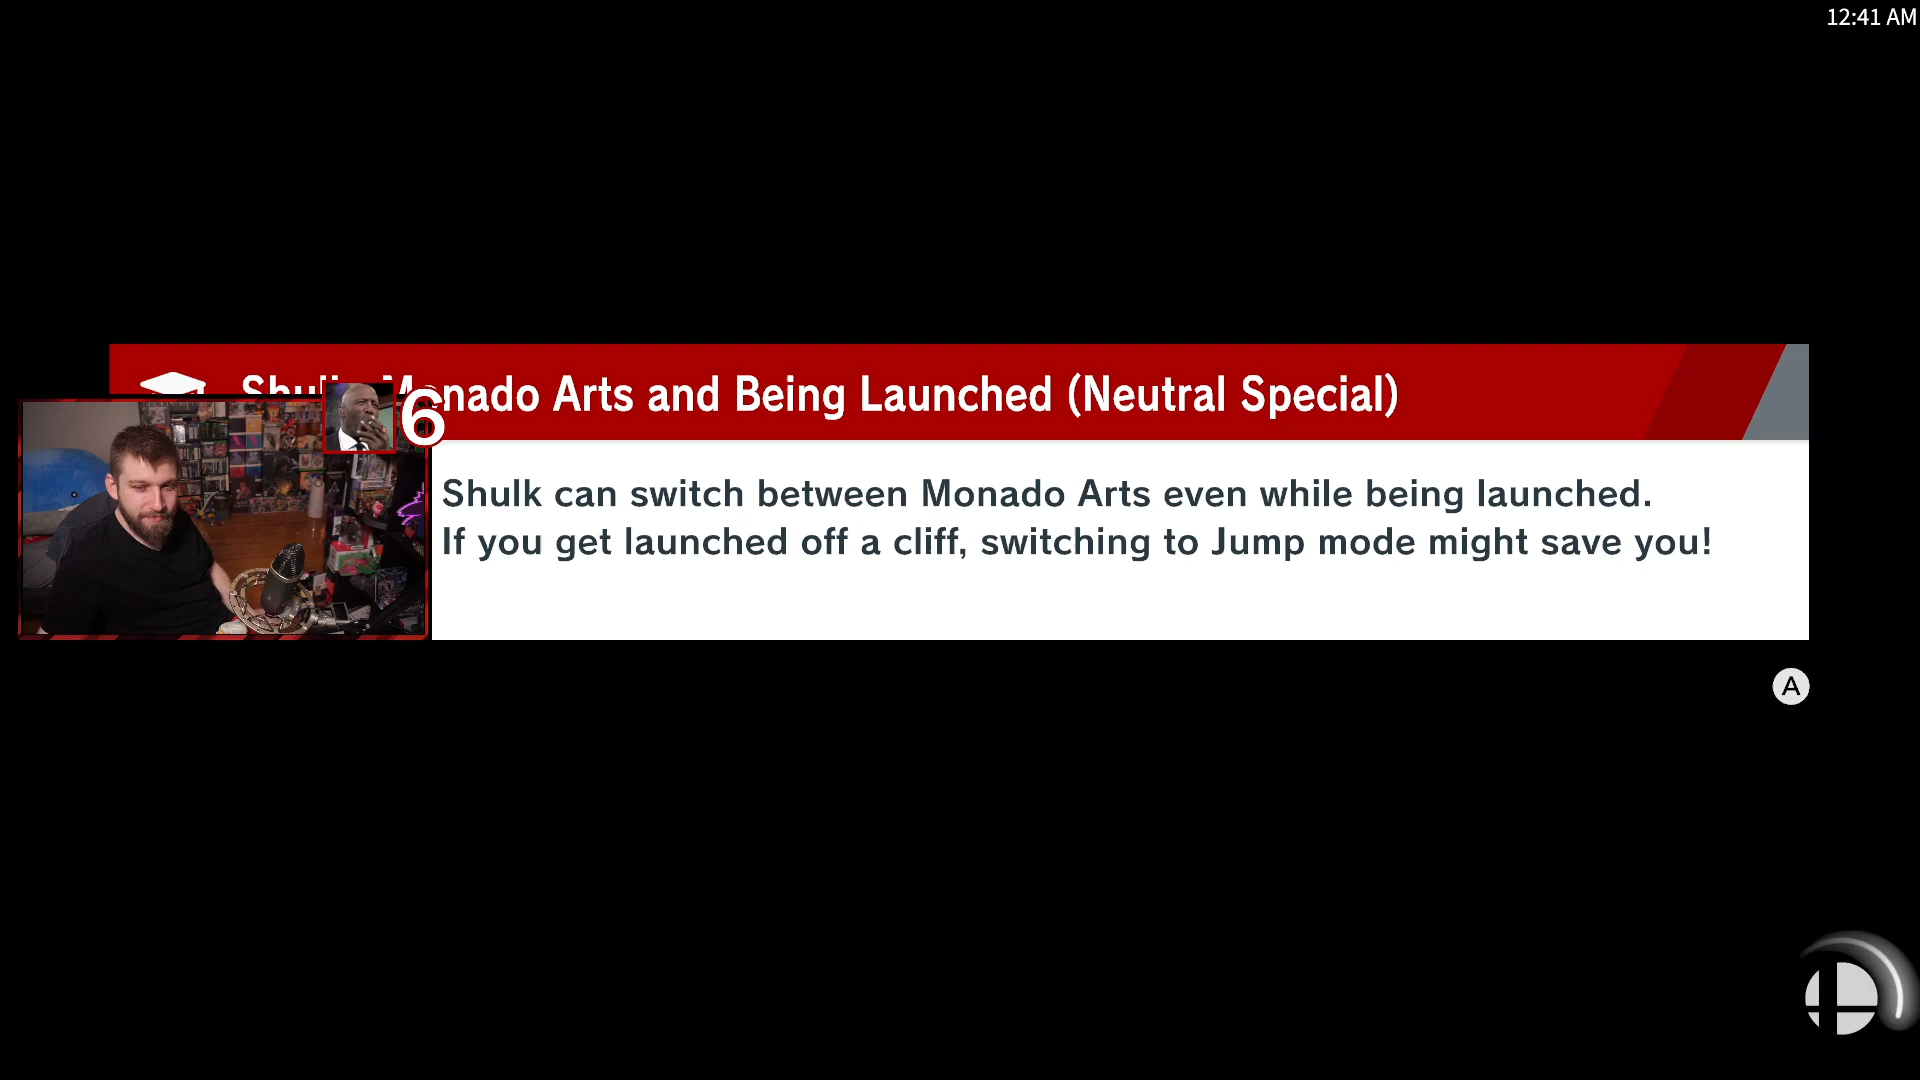 12:41 AM
Monado Arts and Being Launched (Neutral Special)
6
Shulk can switch between Monado Arts even while being launched.
If you get launched off a cliff, switching to Jump mode might save you!
A